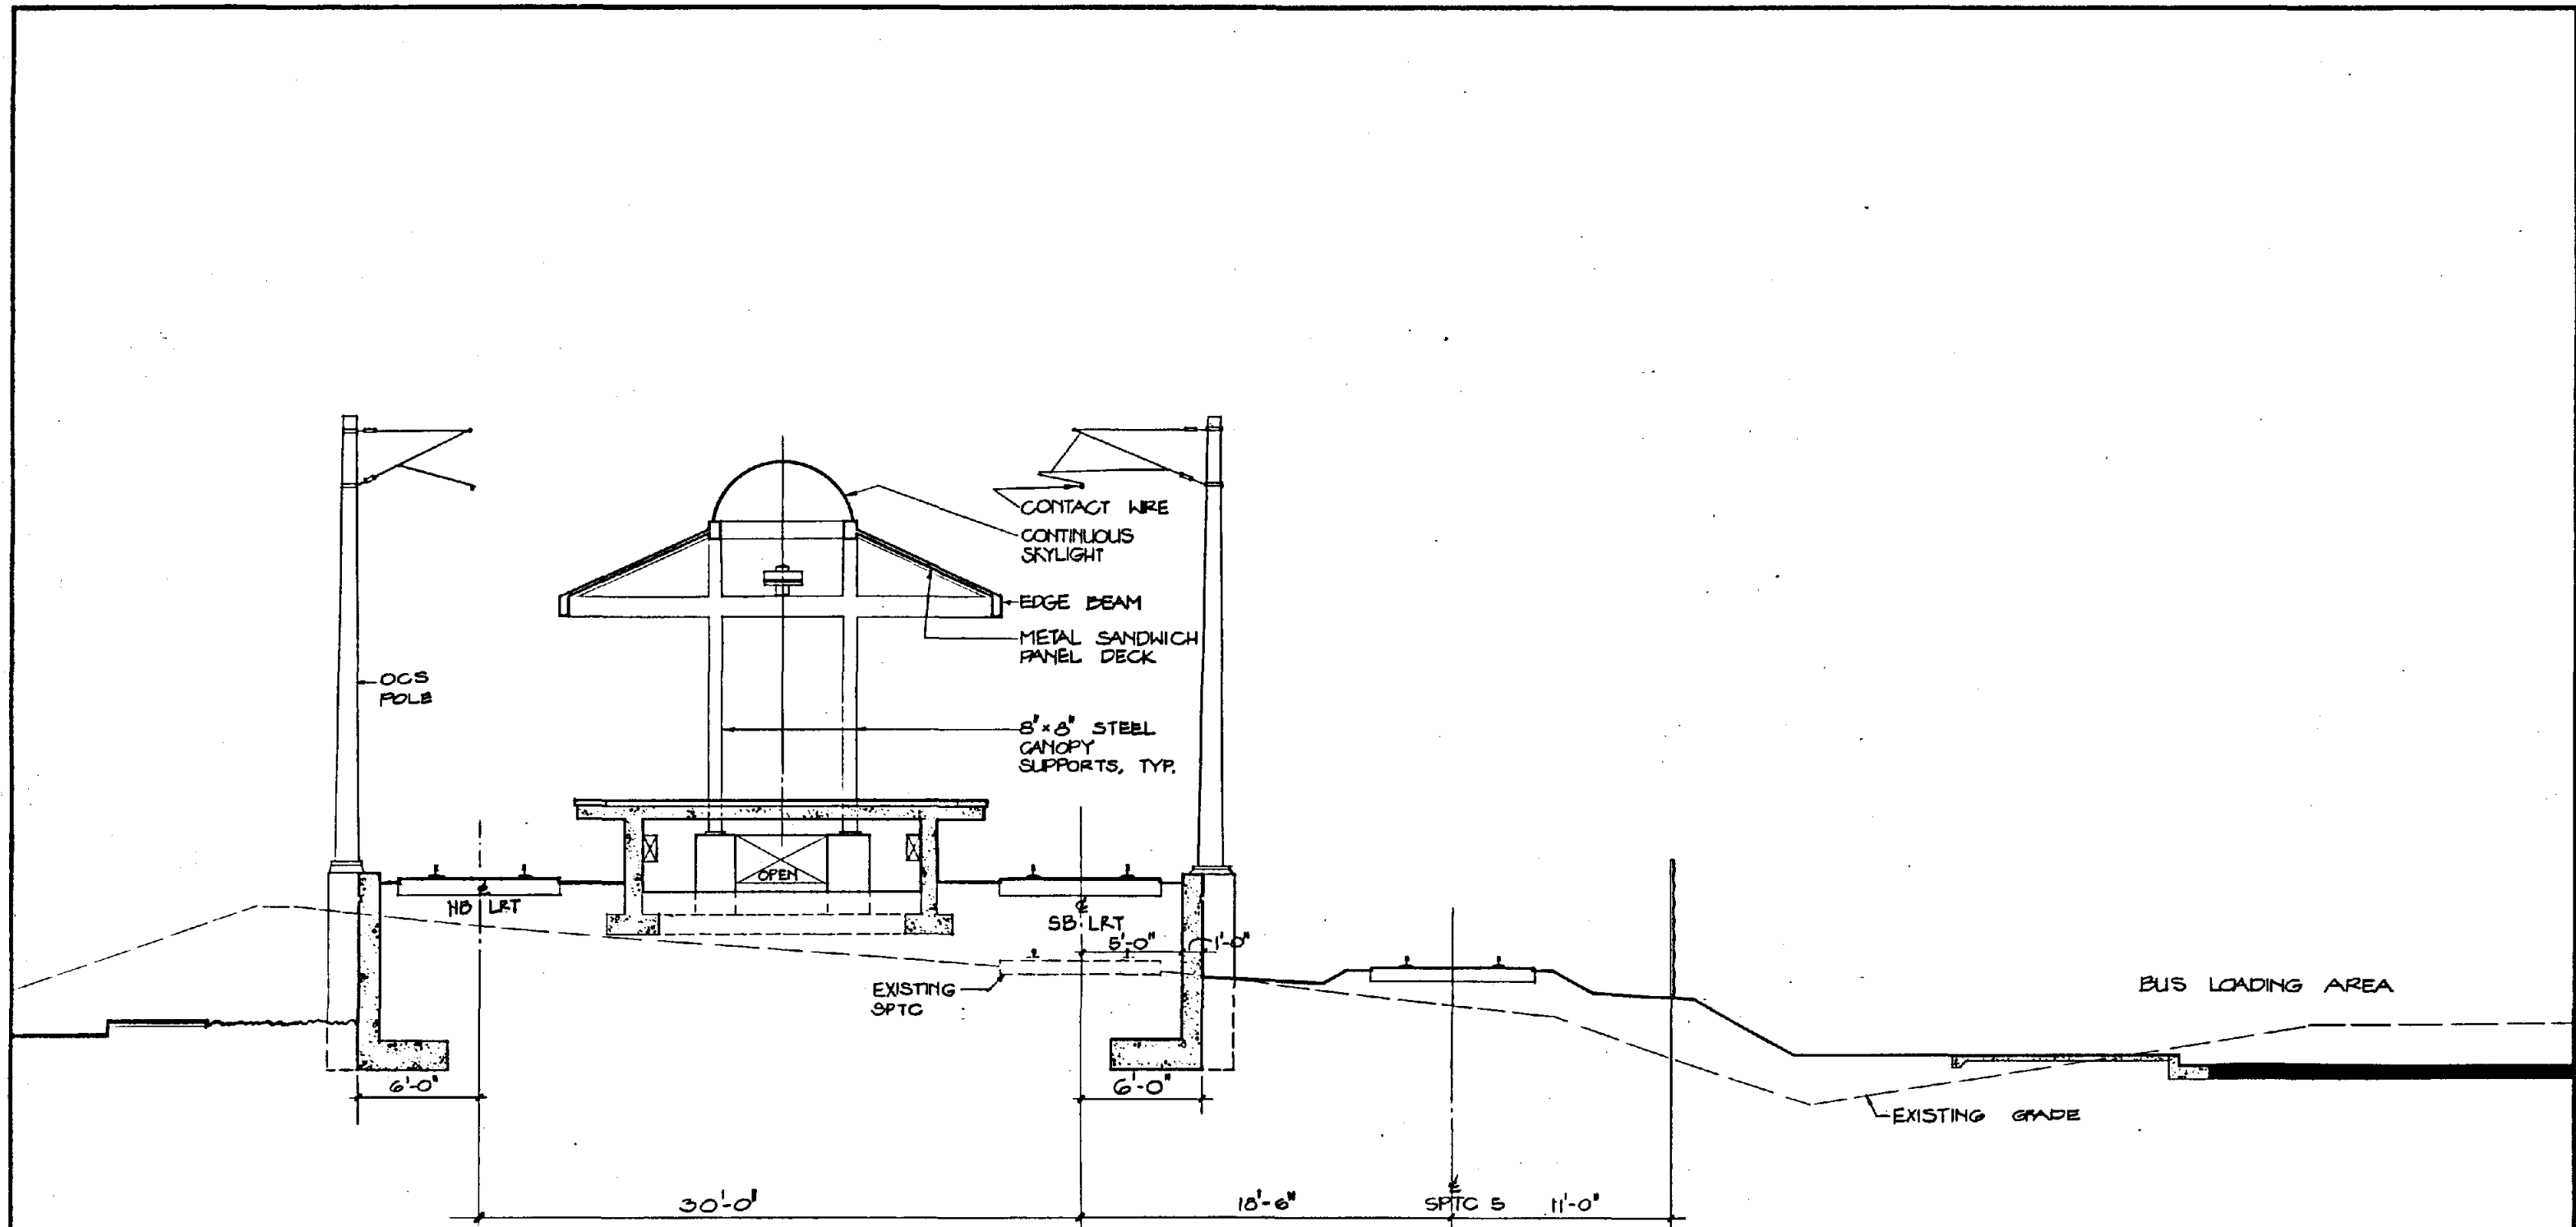 CONTACT WIRE
CONTINUOUS
SKYLIGHT
EDGE BEAM
METAL SANDWICH
PANEL DECK
OCS
POLE
8"x8" STEEL
CANOPY
SUPPORTS, TYP.
OPEN
NB LRT
SB LRT
5'-0"
1'-0"
EXISTING
SPTC
BUS LOADING AREA
6'-0"
6'-0"
EXISTING GRADE
30'-0"
18'-6"
SPTC 5
11'-0"